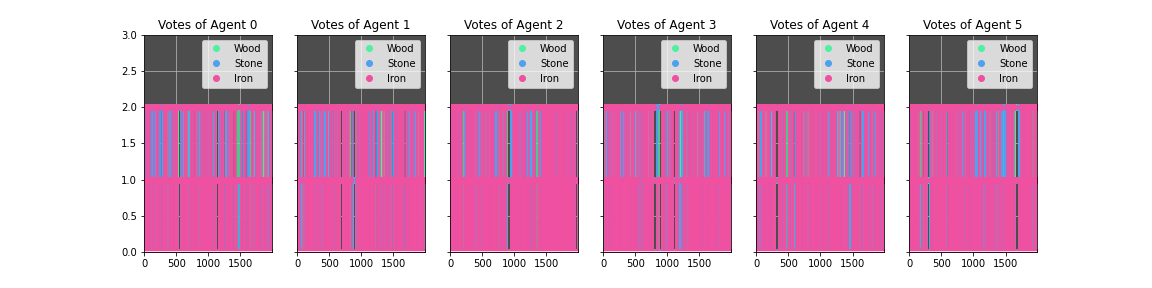 Votes of Agent 0
3.0
2.5
2.0
1.5
1.0
0.5
0.0
0 500 1000 1500
Wood
Stone
Iron
Votes of Agent 1
0 500 1000 1500
Wood
Stone
Iron
Votes of Agent 2
0 500 1000 1500
Wood
Stone
Iron
Votes of Agent 3
0 500 1000 1500
Wood
Stone
Iron
Votes of Agent 4
0 500 1000 1500
Wood
Stone
Iron
Votes of Agent 5
0 500 1000 1500
Wood
Stone
Iron